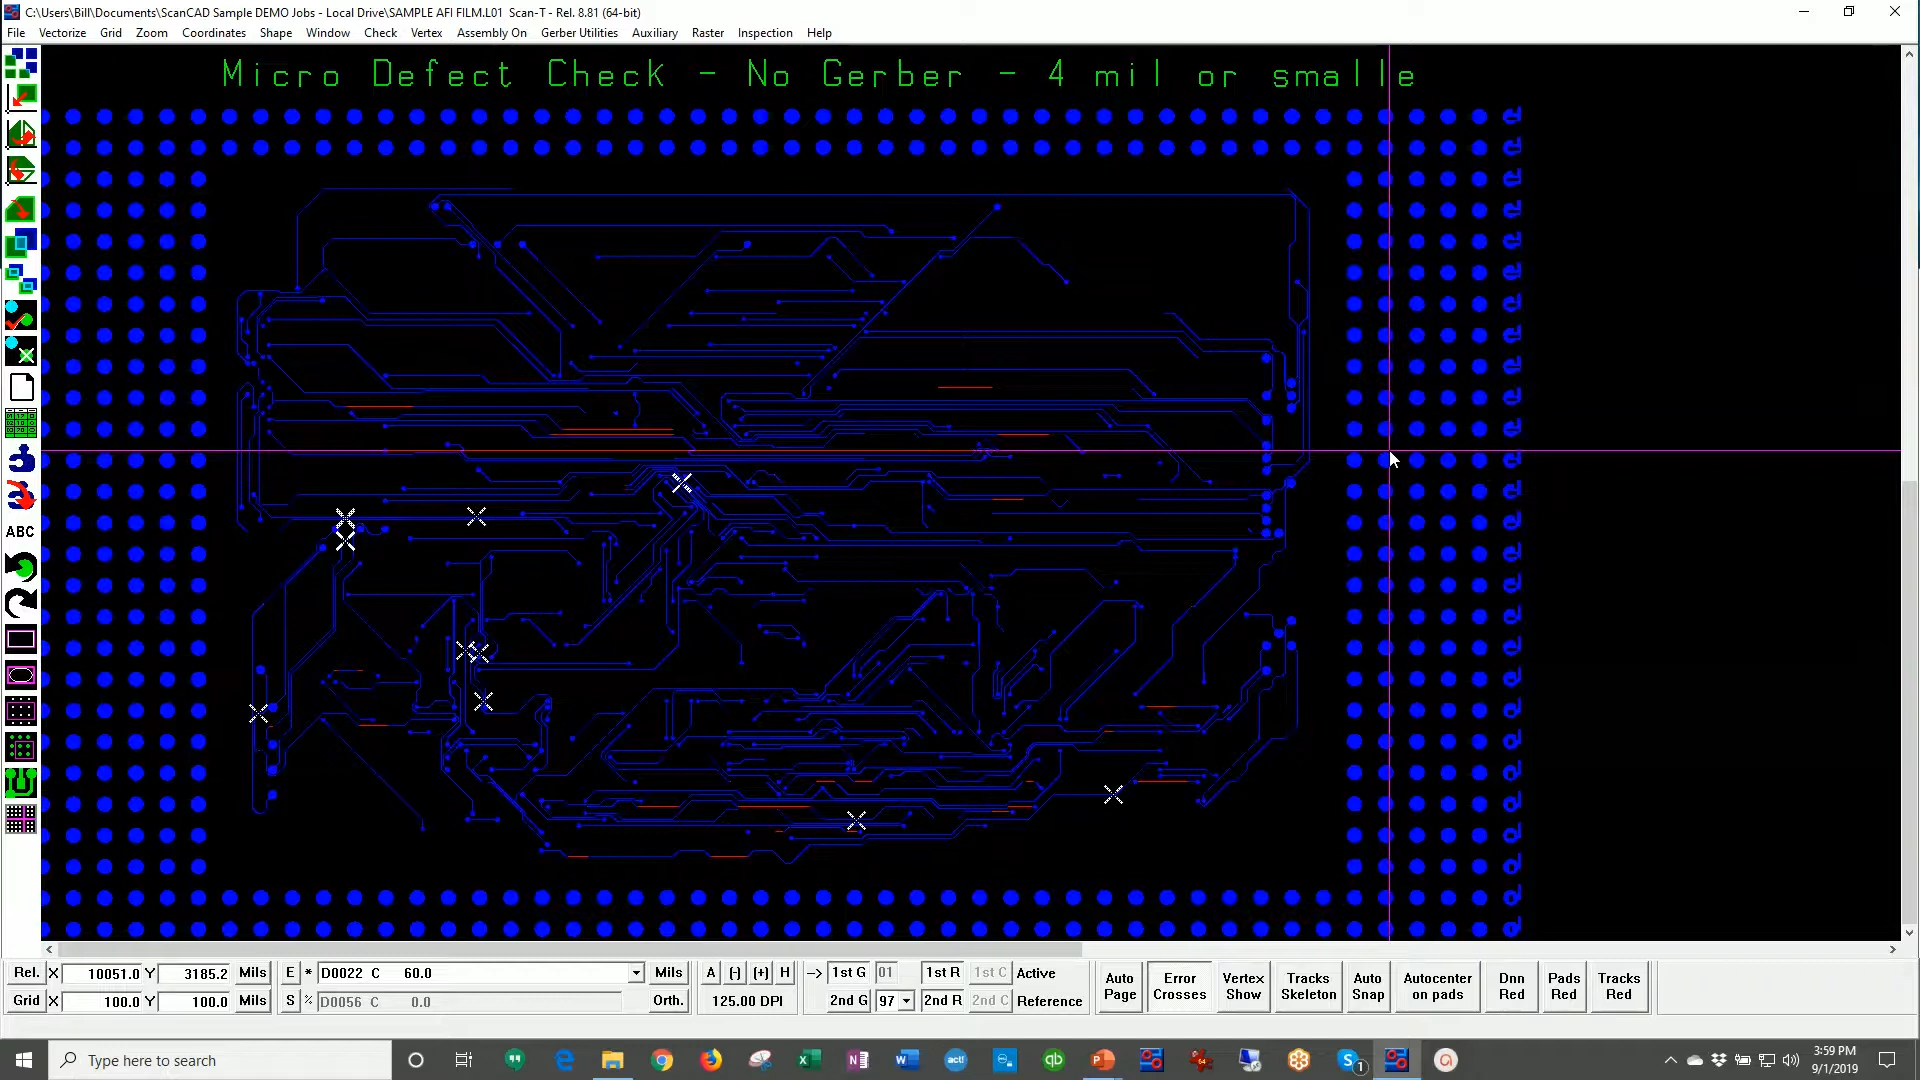 C:\Users\Bill\Documents\ScanCAD Sample DEMO Jobs - Local Drive\SAMPLE AFI FILM.L01 Scan-T - Rel. 8.81 (64-bit)
File Vectorize Grid Zoom Coordinates Shape Window Check Vertex Assembly On Gerber Utilities Auxiliary Raster Inspection Help
Micro Defect Check - No Gerber - 4 mil or smalle
ABC
Rel. X 10051.0 Y 3185.2 Mils E * D0022 C 60.0 Mils A (-) (+) H -> 1st G 01 1st R 1st C Active
Grid X 100.0 Y 100.0 Mils S % D0056 C 0.0 Orth. 125.00 DPI 2nd G 97 2nd R 2nd C Reference
Auto Page
Error Crosses
Vertex Show
Tracks Skeleton
Auto Snap
Autocenter on pads
Dnn Red
Pads Red
Tracks Red
Type here to search
3:59 PM
9/1/2019